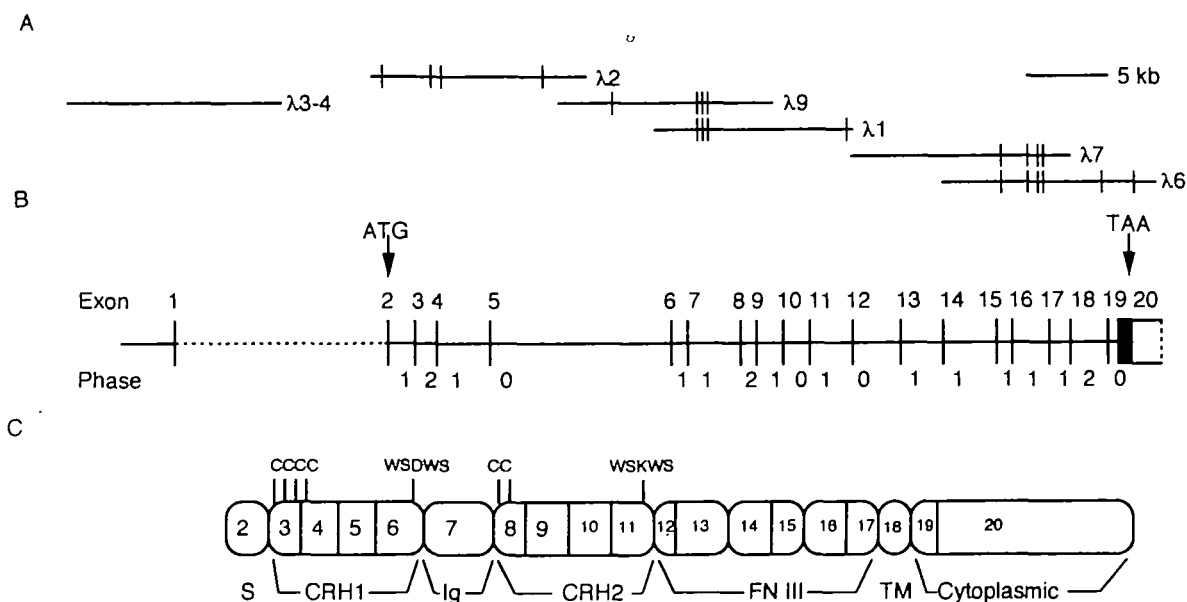 A
λ2
5 kb
λ3-4
λ9
λ1
λ7
λ6
B
ATG
TAA
Exon 1 2 3 4 5 6 7 8 9 10 11 12 13 14 15 16 17 18 19 20
Phase 1 2 1 0 1 1 2 1 0 1 0 1 1 1 1 1 2 0
C
CCCC WSDWS CC WSKWS
2 3 4 5 6 7 8 9 10 11 12 13 14 15 16 17 18 19 20
S CRH1 Ig CRH2 FN III TM Cytoplasmic